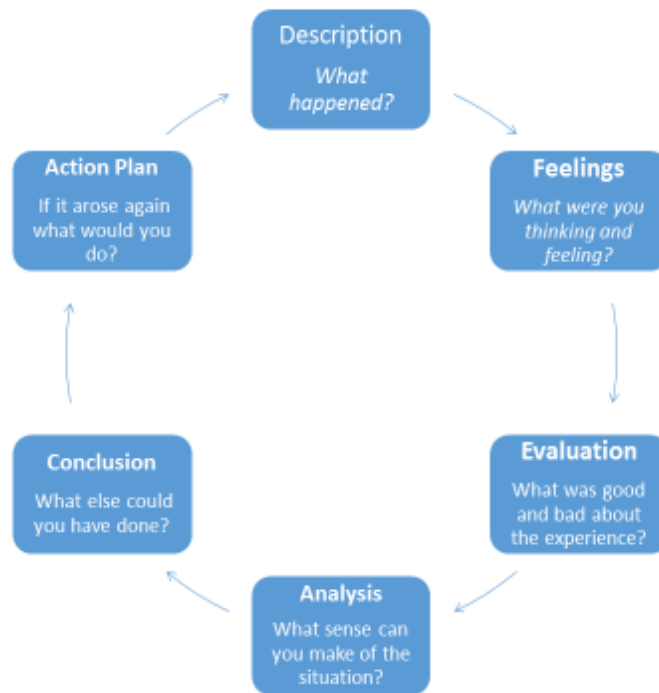 Description
What
happened?
Feelings
What were you
thinking and
feeling?
Evaluation
What was good
and bad about
the experience?
Analysis
What sense can
you make of the
situation?
Conclusion
What else could
you have done?
Action Plan
If it arose again
what would you
do?